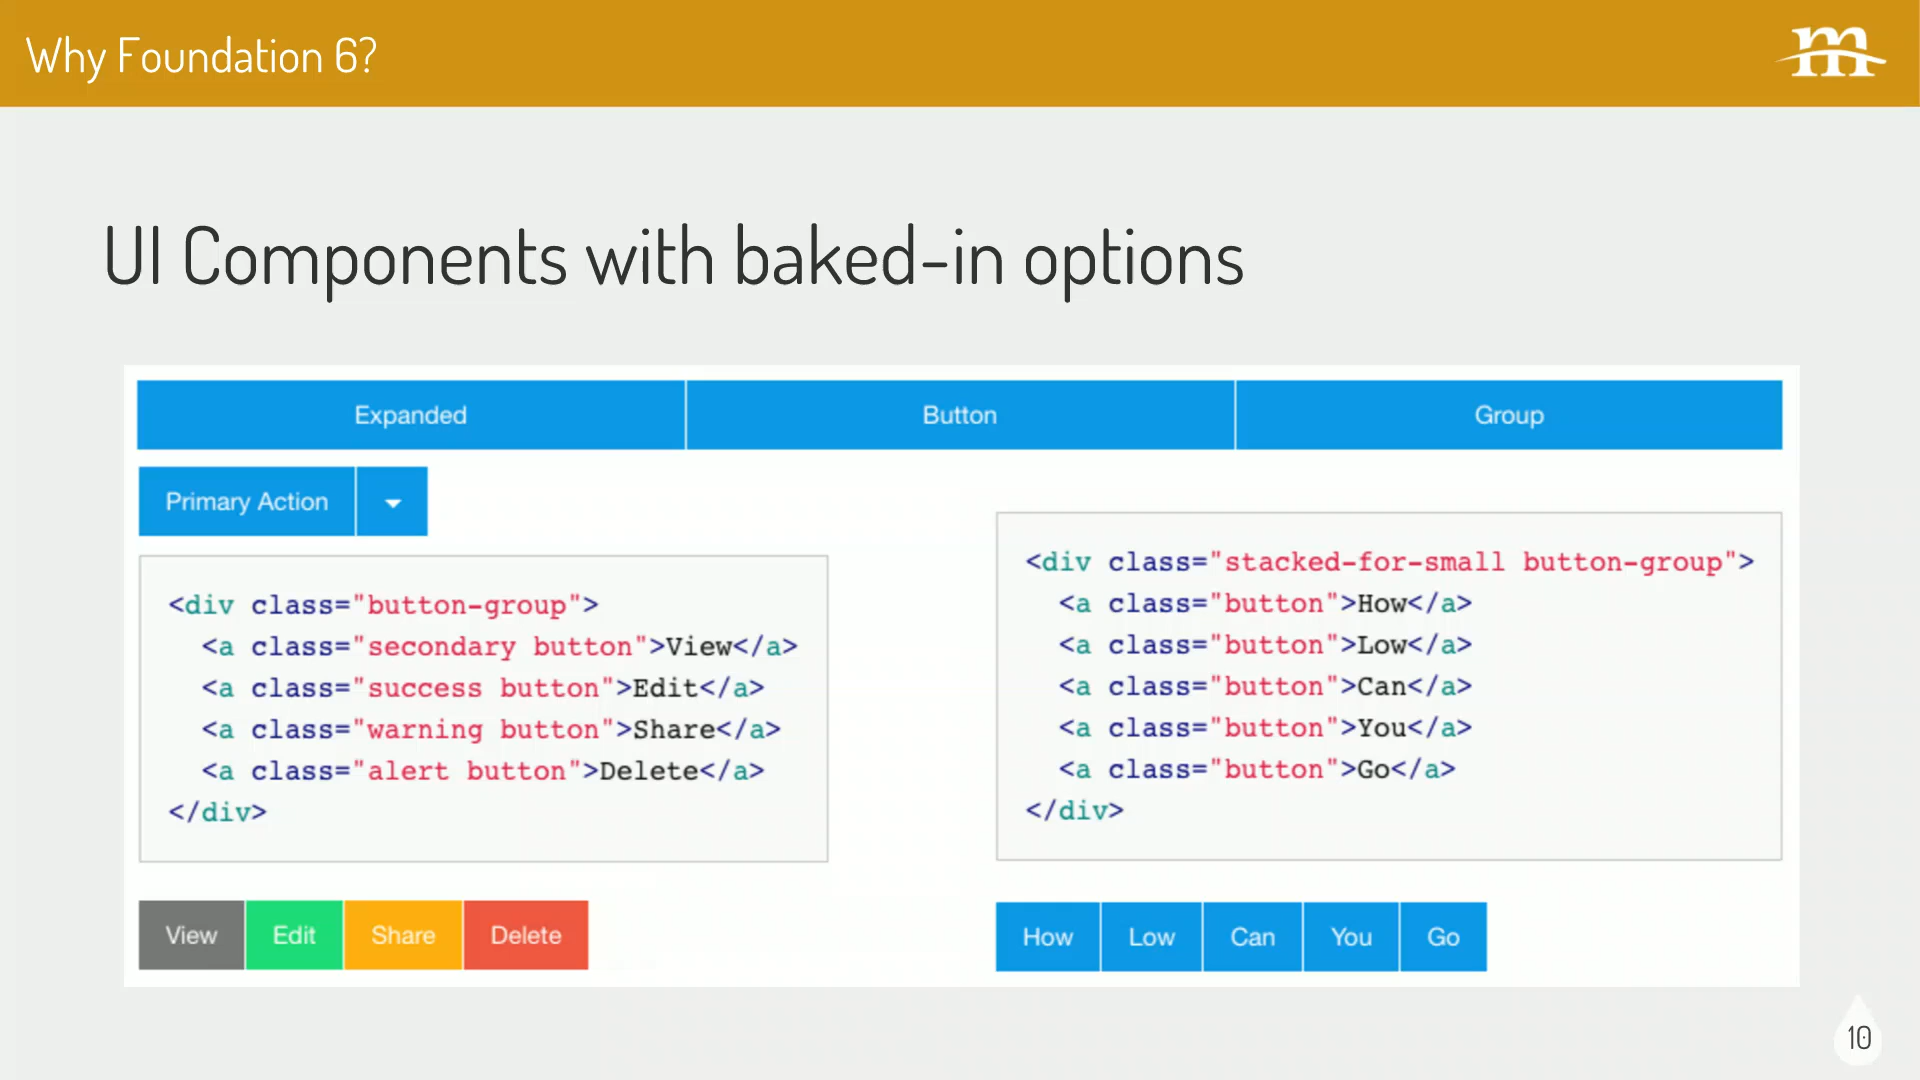 Why Foundation 6?
m
UI Components with baked-in options
Expanded Button Group
Primary Action
<div class="button-group">
  <a class="secondary button">View</a>
  <a class="success button">Edit</a>
  <a class="warning button">Share</a>
  <a class="alert button">Delete</a>
</div>
View Edit Share Delete
<div class="stacked-for-small button-group">
  <a class="button">How</a>
  <a class="button">Low</a>
  <a class="button">Can</a>
  <a class="button">You</a>
  <a class="button">Go</a>
</div>
How Low Can You Go
10